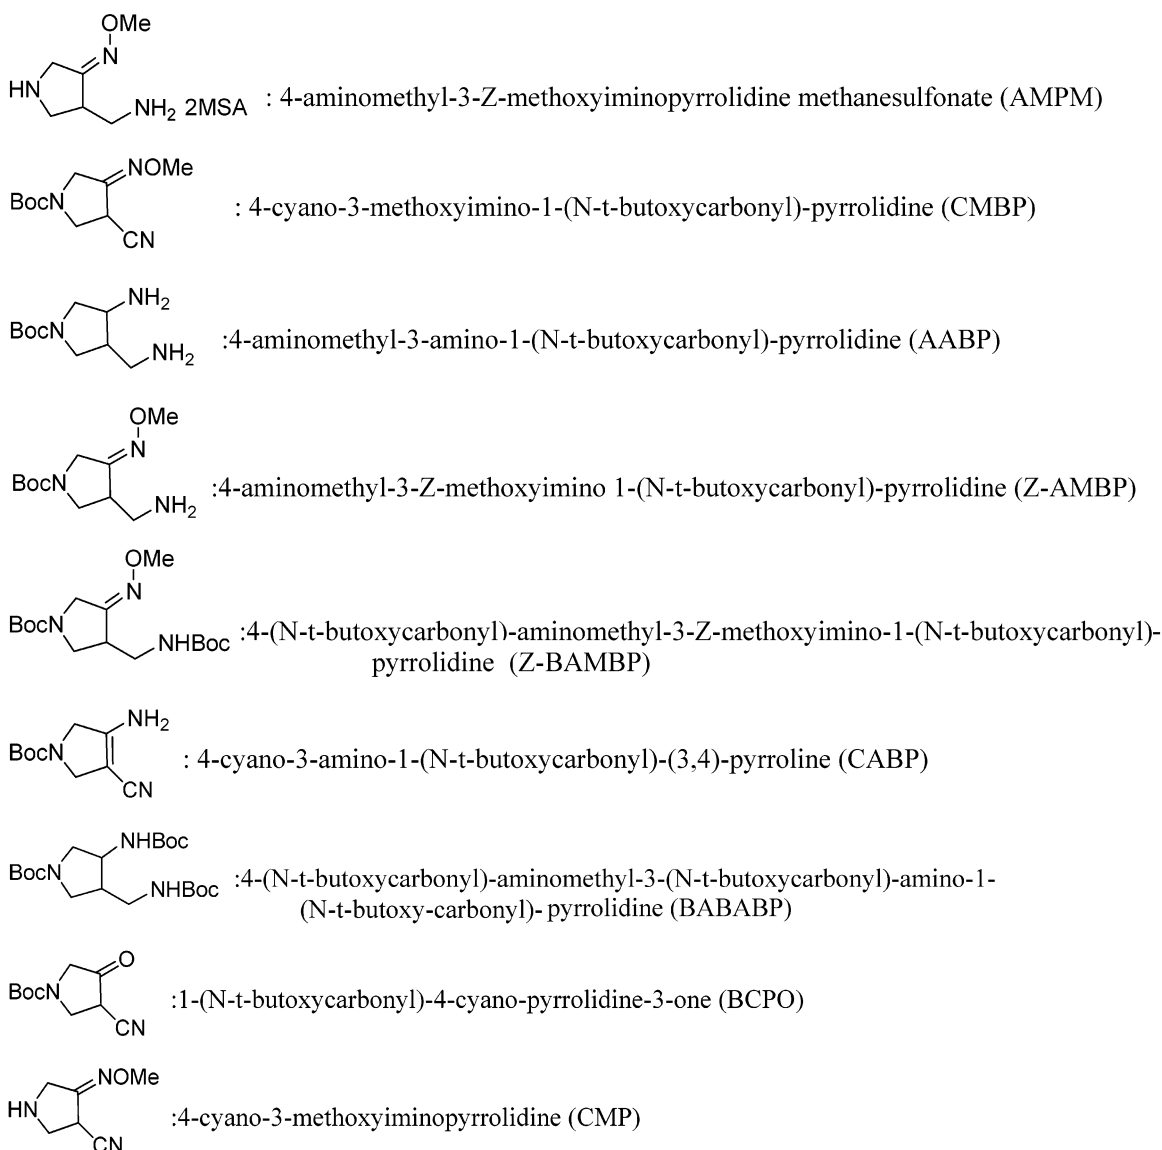 OMe
N
HN
NH2 2MSA : 4-aminomethyl-3-Z-methoxyiminopyrrolidine methanesulfonate (AMPM)
NOMe
BocN
: 4-cyano-3-methoxyimino-1-(N-t-butoxycarbonyl)-pyrrolidine (CMBP)
CN
NH2
BocN
:4-aminomethyl-3-amino-1-(N-t-butoxycarbonyl)-pyrrolidine (AABP)
NH2
OMe
N
BocN
:4-aminomethyl-3-Z-methoxyimino 1-(N-t-butoxycarbonyl)-pyrrolidine (Z-AMBP)
NH2
OMe
N
BocN
NHBoc :4-(N-t-butoxycarbonyl)-aminomethyl-3-Z-methoxyimino-1-(N-t-butoxycarbonyl)-
pyrrolidine (Z-BAMBP)
NH2
BocN
: 4-cyano-3-amino-1-(N-t-butoxycarbonyl)-(3,4)-pyrroline (CABP)
CN
NHBoc
BocN
NHBoc :4-(N-t-butoxycarbonyl)-aminomethyl-3-(N-t-butoxycarbonyl)-amino-1-
(N-t-butoxy-carbonyl)- pyrrolidine (BABABP)
O
BocN
:1-(N-t-butoxycarbonyl)-4-cyano-pyrrolidine-3-one (BCPO)
CN
NOMe
HN
:4-cyano-3-methoxyiminopyrrolidine (CMP)
CN